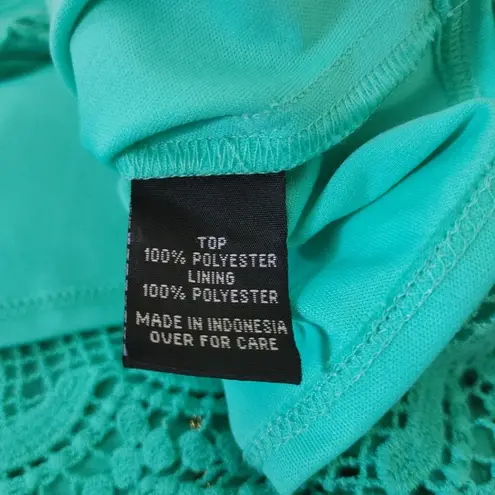 TOP
100% POLYESTER
LINING
100% POLYESTER
MADE IN INDONESIA
OVER FOR CARE